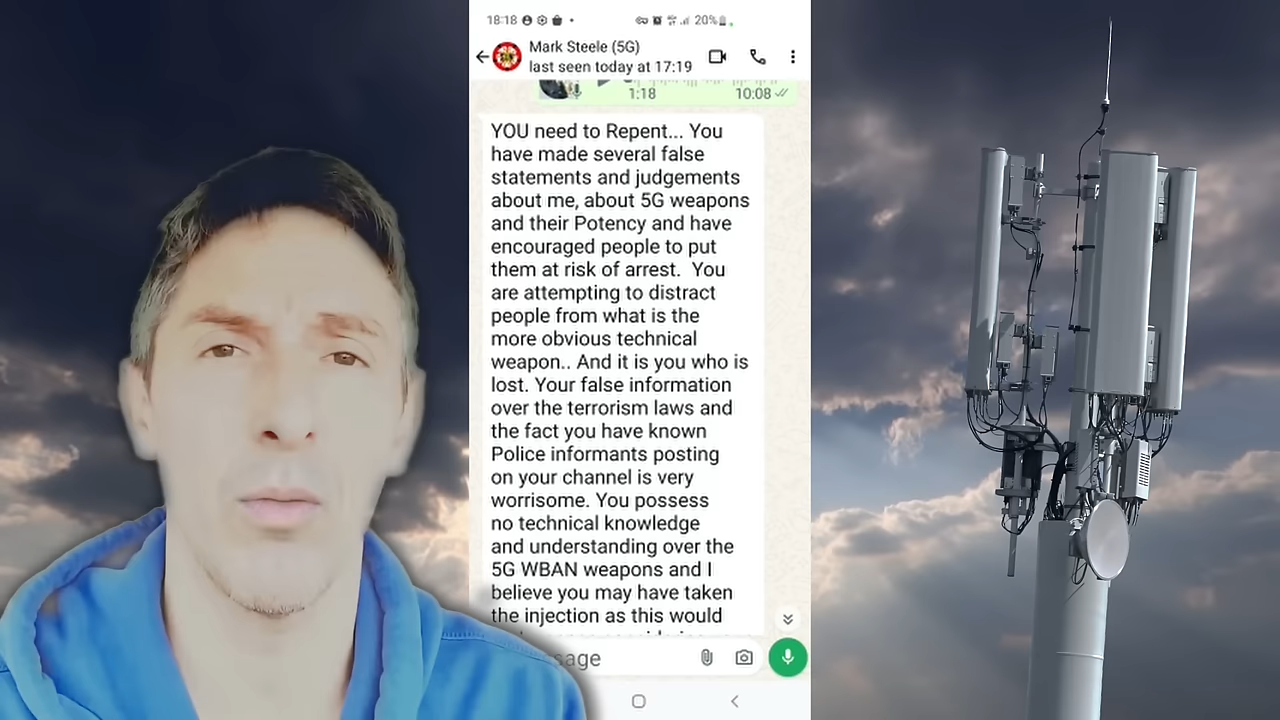 18:18
20%
Mark Steele (5G)
last seen today at 17:19
1:18
10:08
YOU need to Repent... You
have made several false
statements and judgements
about me, about 5G weapons
and their Potency and have
encouraged people to put
them at risk of arrest.  You
are attempting to distract
people from what is the
more obvious technical
weapon.. And it is you who is
lost. Your false information
over the terrorism laws and
the fact you have known
Police informants posting
on your channel is very
worrisome. You possess
no technical knowledge
and understanding over the
5G WBAN weapons and I
believe you may have taken
the injection as this would
sage